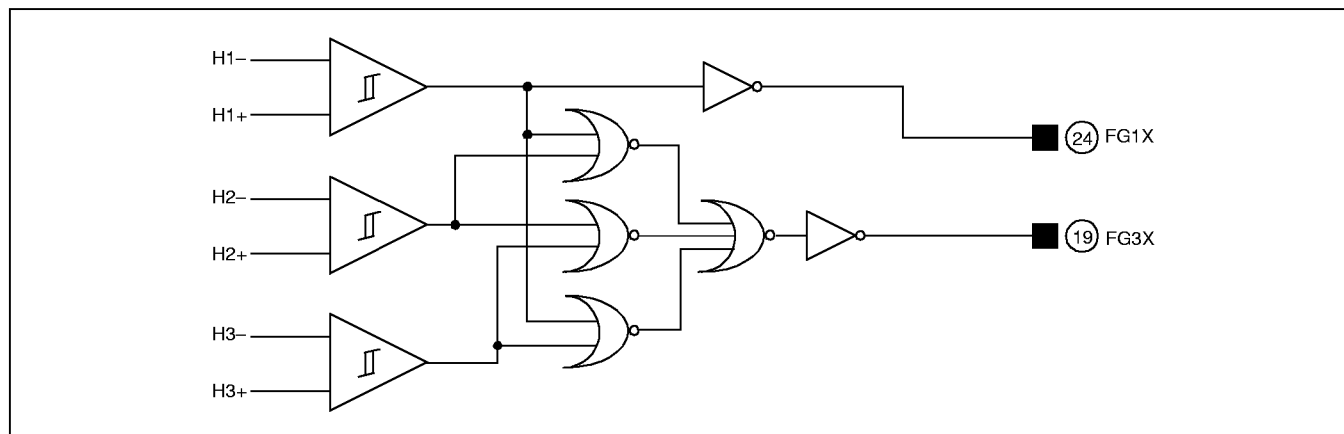 H1–
H1+
24 FG1X
H2–
H2+
19 FG3X
H3–
H3+